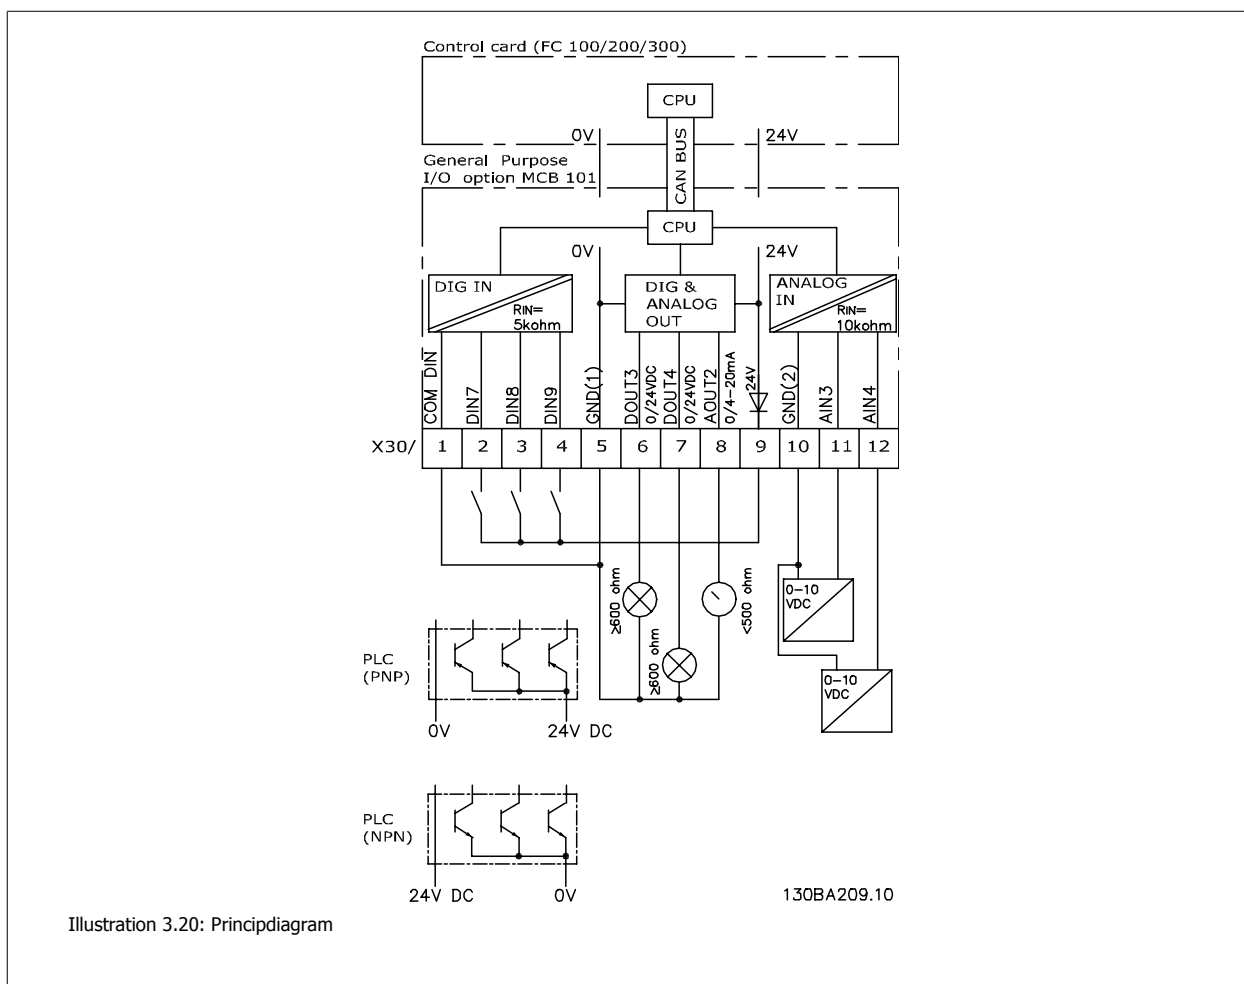 Control card (FC 100/200/300)
CPU
0V
24V
CAN BUS
General Purpose
I/O option MCB 101
CPU
0V
24V
DIG IN
RIN=
5kohm
DIG &
ANALOG
OUT
ANALOG
IN
RIN=
10kohm
COM DIN
DIN7
DIN8
DIN9
GND(1)
DOUT3
0/24VDC
DOUT4
0/24VDC
AOUT2
0/4-20mA
24V
GND(2)
AIN3
AIN4
X30/
1
2
3
4
5
6
7
8
9
10
11
12
≥600 ohm
<500 ohm
0-10
VDC
≥600 ohm
0-10
VDC
PLC
(PNP)
0V
24V DC
PLC
(NPN)
24V DC
0V
130BA209.10
Illustration 3.20: Principdiagram